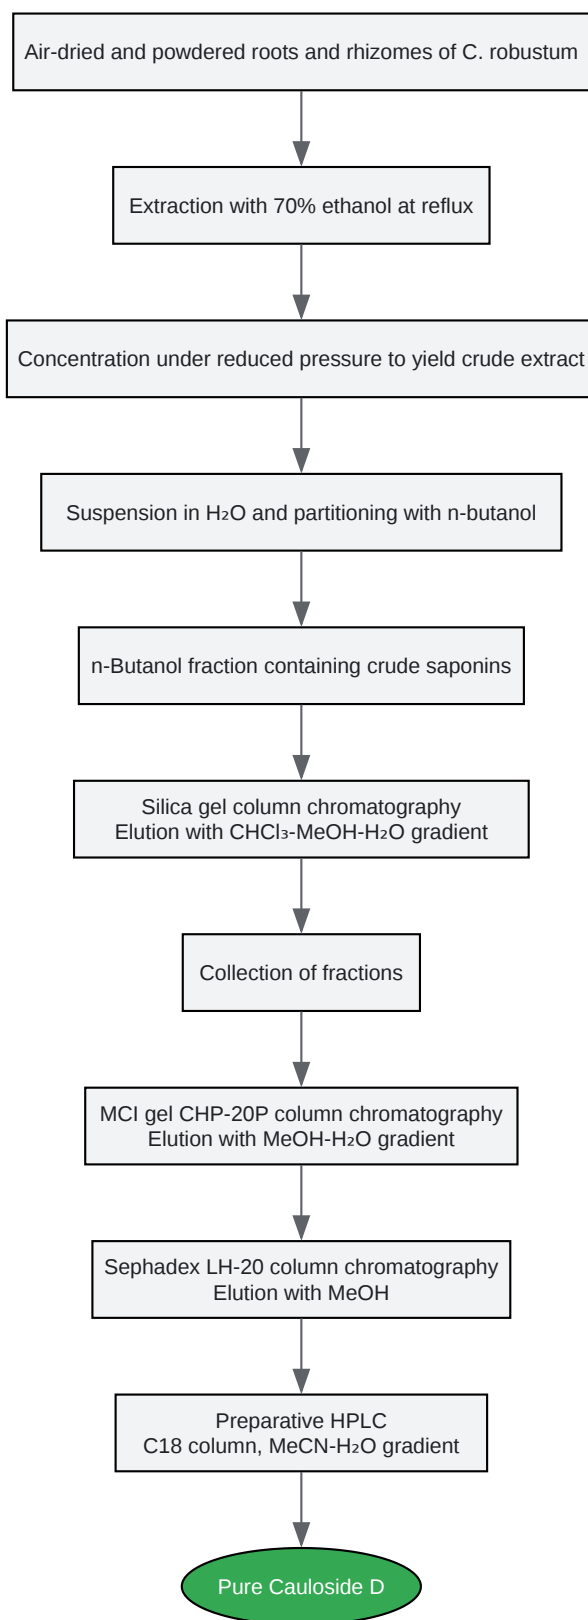 Air-dried and powdered roots and rhizomes of C. robustum
Extraction with 70% ethanol at reflux
Concentration under reduced pressure to yield crude extract
Suspension in H₂O and partitioning with n-butanol
n-Butanol fraction containing crude saponins
Silica gel column chromatography
Elution with CHCl₃-MeOH-H₂O gradient
Collection of fractions
MCI gel CHP-20P column chromatography
Elution with MeOH-H₂O gradient
Sephadex LH-20 column chromatography
Elution with MeOH
Preparative HPLC
C18 column, MeCN-H₂O gradient
Pure Cauloside D